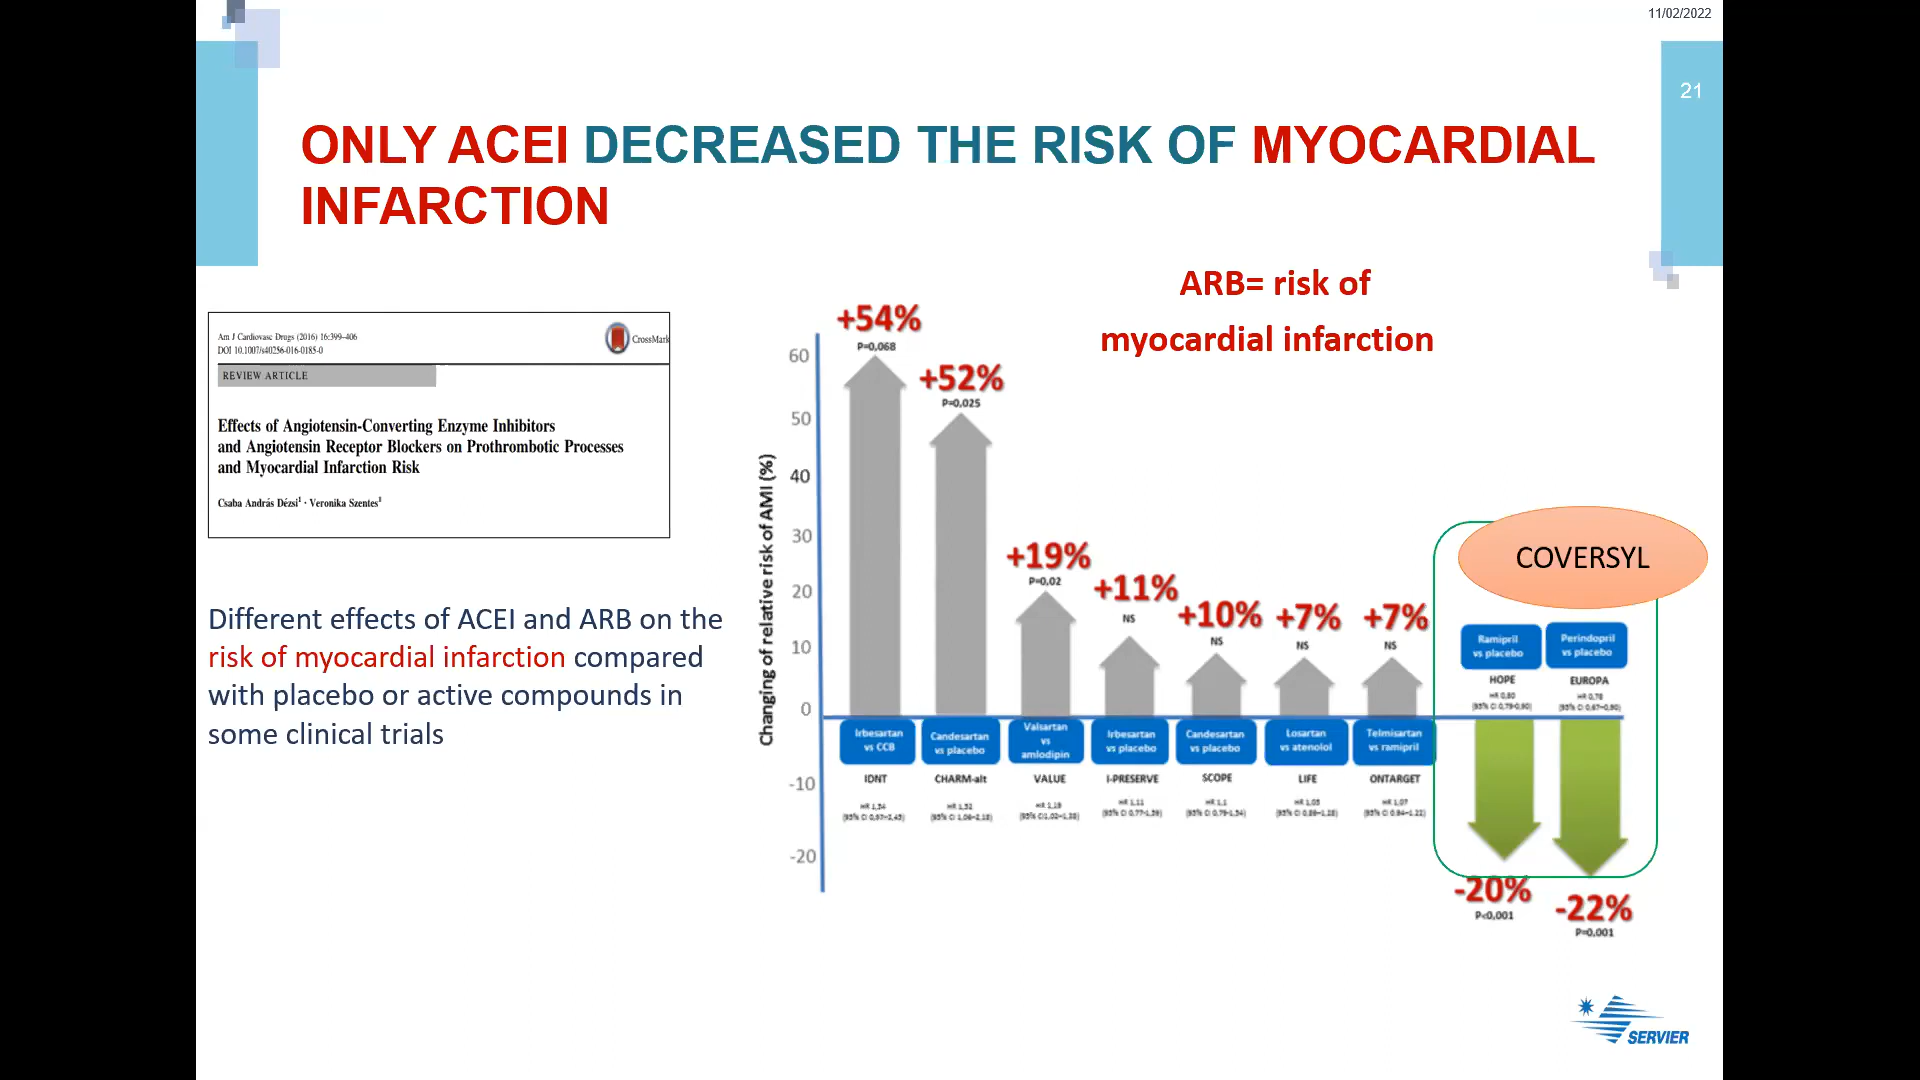 11/02/2022
21
ONLY ACEI DECREASED THE RISK OF MYOCARDIAL
INFARCTION
Am J Cardiovasc Drugs (2016) 16:399–406
DOI 10.1007/s40256-016-0185-0
CrossMark
REVIEW ARTICLE
Effects of Angiotensin-Converting Enzyme Inhibitors
and Angiotensin Receptor Blockers on Prothrombotic Processes
and Myocardial Infarction Risk
Csaba András Dézsi1 · Veronika Szentes1
Different effects of ACEI and ARB on the
risk of myocardial infarction compared
with placebo or active compounds in
some clinical trials
ARB= risk of
myocardial infarction
Changing of relative risk of AMI (%)
60
50
40
30
20
10
0
-10
-20
+54%
P=0,068
+52%
P=0,025
+19%
P=0,02
+11%
NS
+10%
NS
+7%
NS
+7%
NS
Irbesartan
vs CCB
IDNT
Candesartan
vs placebo
CHARM-alt
Valsartan
vs
amlodipin
VALUE
Irbesartan
vs placebo
I-PRESERVE
Candesartan
vs placebo
SCOPE
Losartan
vs atenolol
LIFE
Telmisartan
vs ramipril
ONTARGET
COVERSYL
Ramipril
vs placebo
HOPE
HR 0,80
Perindopril
vs placebo
EUROPA
HR 0,78
-20%
P<0,001
-22%
P=0,001
SERVIER